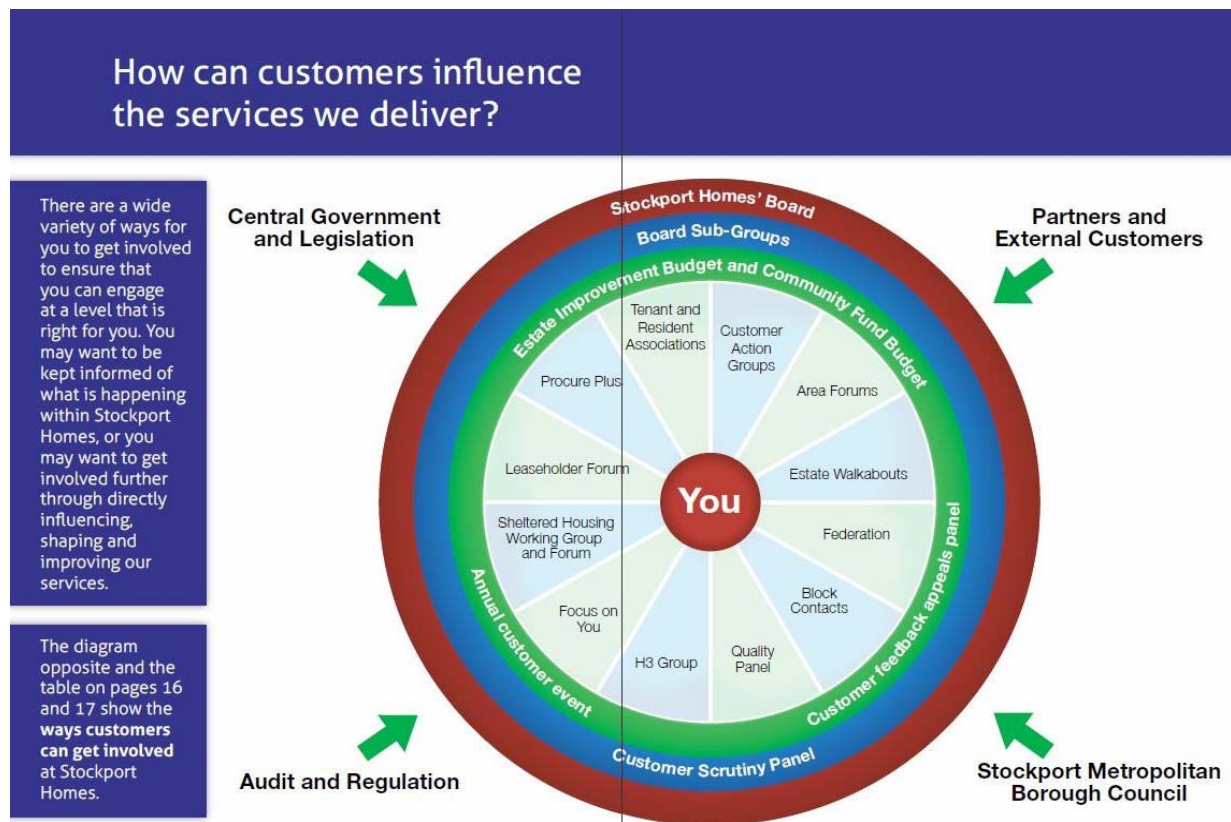 How can customers influence
the services we deliver?
There are a wide
variety of ways for
you to get involved
to ensure that
you can engage
at a level that is
right for you. You
may want to be
kept informed of
what is happening
within Stockport
Homes, or you
may want to get
involved further
through directly
influencing,
shaping and
improving our
services.
The diagram
opposite and the
table on pages 16
and 17 show the
ways customers
can get involved
at Stockport
Homes.
Central Government
and Legislation
Partners and
External Customers
Stockport Homes' Board
Board Sub-Groups
Estate Improvement Budget and Community Fund Budget
Tenant and
Resident
Associations
Customer
Action
Groups
Area Forums
Estate Walkabouts
Federation
Block
Contacts
Quality
Panel
H3 Group
Focus on
You
Sheltered Housing
Working Group
and Forum
Leaseholder Forum
Procure Plus
You
Annual customer event
Customer feedback appeals panel
Customer Scrutiny Panel
Audit and Regulation
Stockport Metropolitan
Borough Council